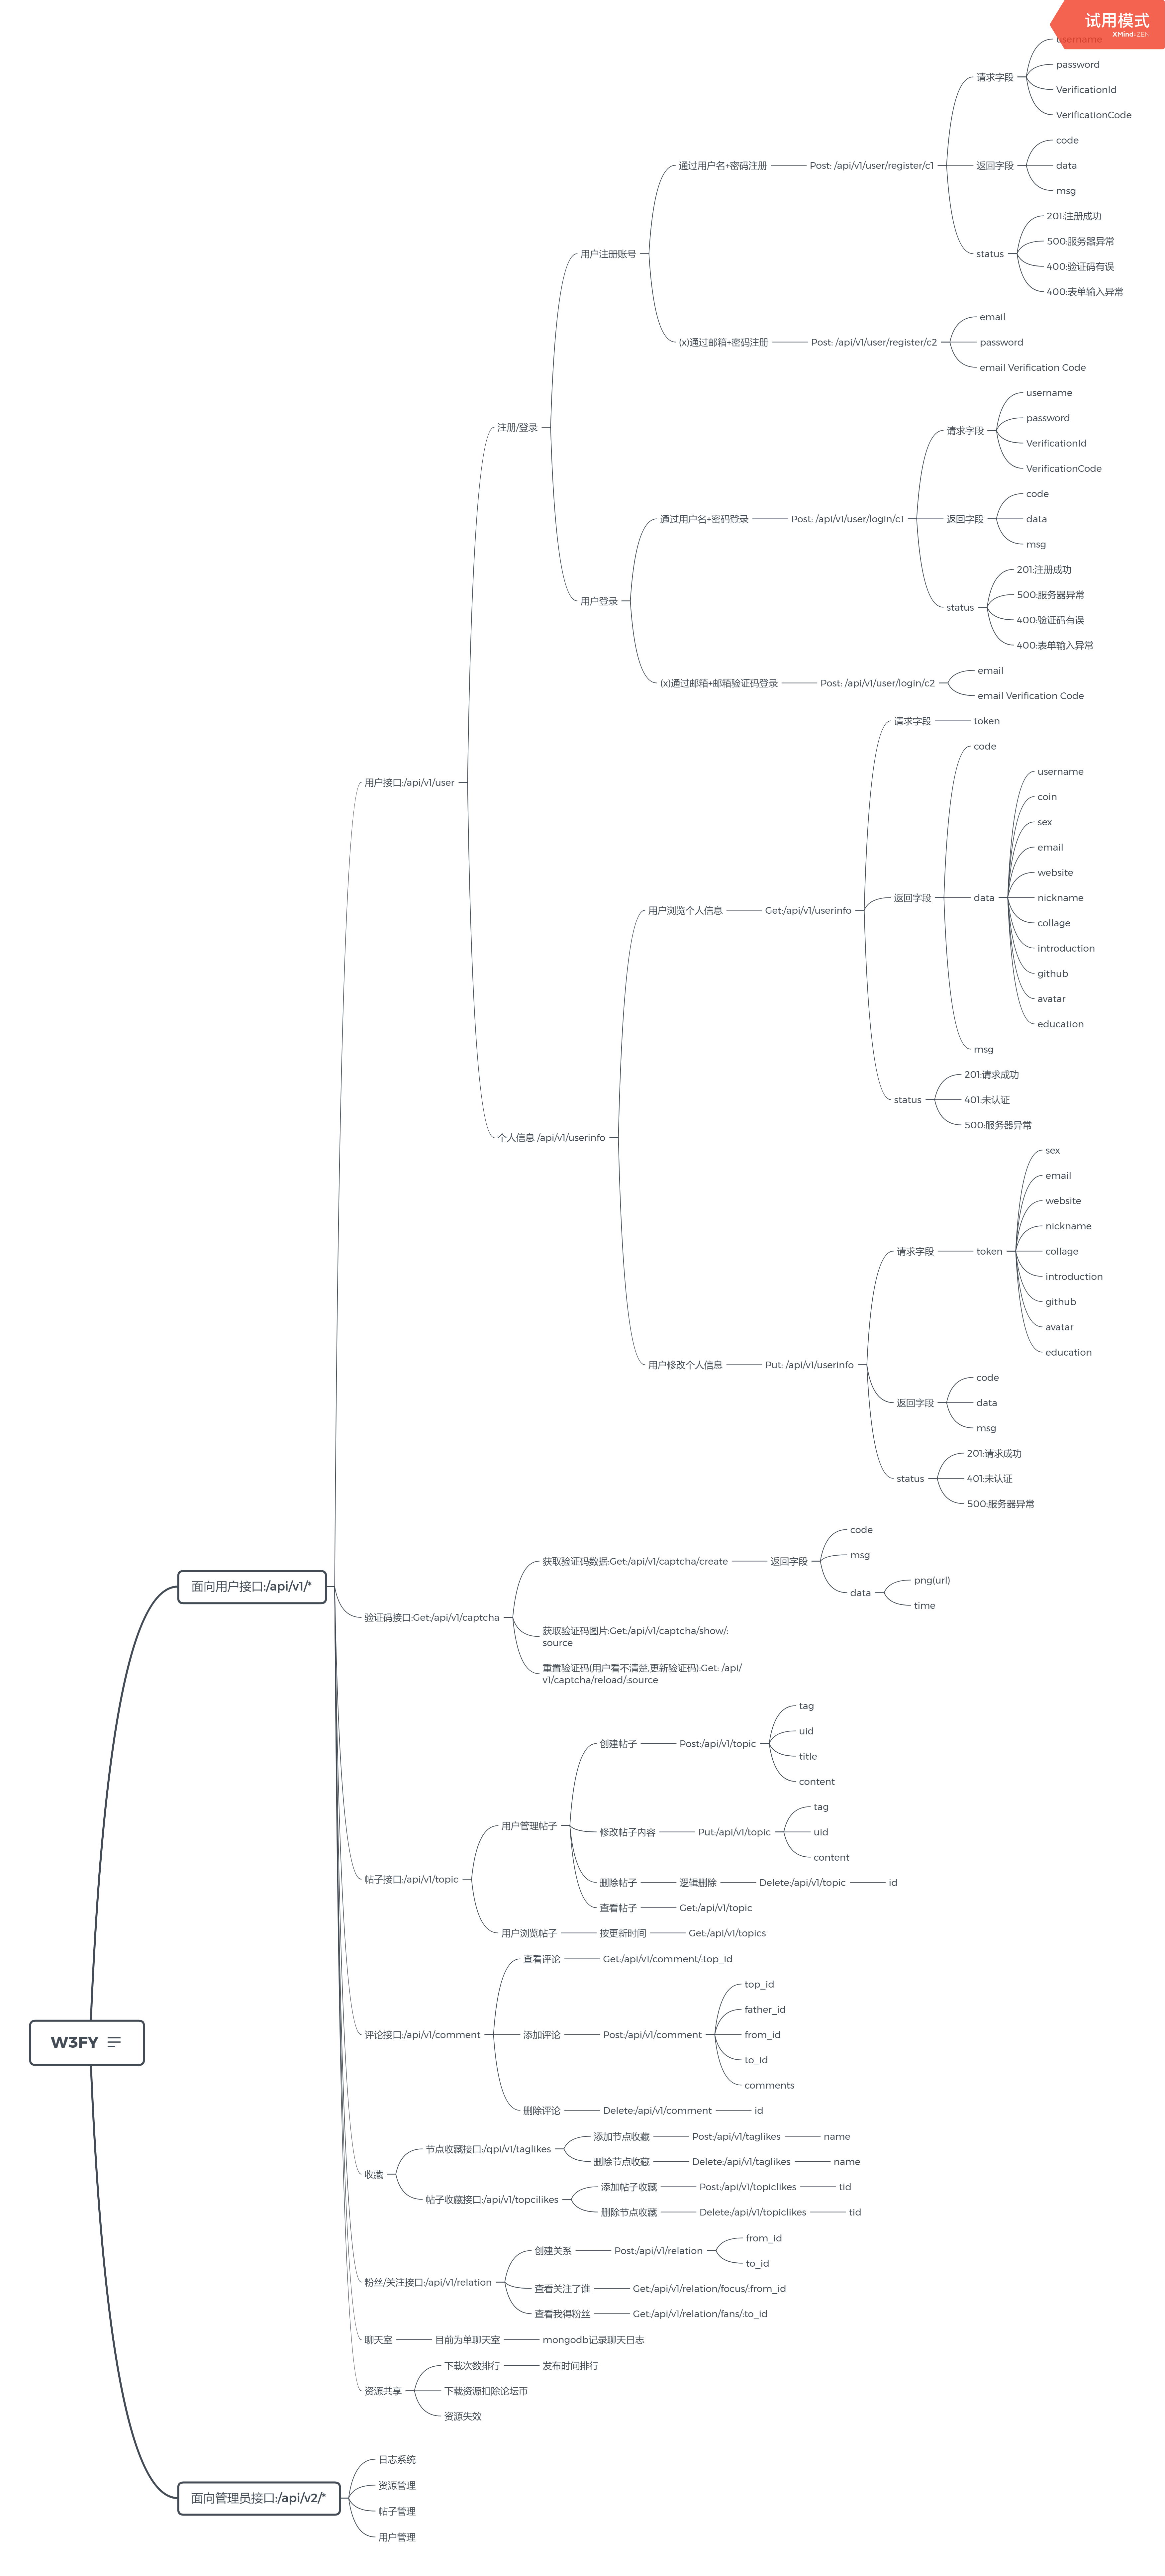 试用模式
XMind:ZEN
username
password
请求字段
VerificationId
VerificationCode
code
通过用户名+密码注册
Post: /api/v1/user/register/c1
返回字段
data
msg
201:注册成功
500:服务器异常
用户注册账号
status
400:验证码有误
400:表单输入异常
email
(x)通过邮箱+密码注册
Post: /api/v1/user/register/c2
password
email Verification Code
username
password
注册/登录
请求字段
VerificationId
VerificationCode
code
通过用户名+密码登录
Post: /api/v1/user/login/c1
返回字段
data
msg
201:注册成功
500:服务器异常
用户登录
status
400:验证码有误
400:表单输入异常
email
(x)通过邮箱+邮箱验证码登录
Post: /api/v1/user/login/c2
email Verification Code
请求字段
token
code
username
用户接口:/api/v1/user
coin
sex
email
website
返回字段
data
nickname
用户浏览个人信息
Get:/api/v1/userinfo
collage
introduction
github
avatar
education
msg
201:请求成功
status
401:未认证
500:服务器异常
个人信息 /api/v1/userinfo
sex
email
website
nickname
请求字段
token
collage
introduction
github
avatar
education
用户修改个人信息
Put: /api/v1/userinfo
code
返回字段
data
msg
201:请求成功
status
401:未认证
500:服务器异常
code
获取验证码数据:Get:/api/v1/captcha/create
返回字段
msg
面向用户接口:/api/v1/*
data
png(url)
time
验证码接口:Get:/api/v1/captcha
获取验证码图片:Get:/api/v1/captcha/show/:
source
重置验证码(用户看不清楚,更新验证码):Get: /api/
v1/captcha/reload/:source
tag
uid
创建帖子
Post:/api/v1/topic
title
content
tag
用户管理帖子
修改帖子内容
Put:/api/v1/topic
uid
content
帖子接口:/api/v1/topic
删除帖子
逻辑删除
Delete:/api/v1/topic
id
查看帖子
Get:/api/v1/topic
用户浏览帖子
按更新时间
Get:/api/v1/topics
查看评论
Get:/api/v1/comment/:top_id
top_id
father_id
评论接口:/api/v1/comment
添加评论
Post:/api/v1/comment
from_id
W3FY
to_id
comments
删除评论
Delete:/api/v1/comment
id
添加节点收藏
Post:/api/v1/taglikes
name
节点收藏接口:/qpi/v1/taglikes
删除节点收藏
Delete:/api/v1/taglikes
name
收藏
添加帖子收藏
Post:/api/v1/topiclikes
tid
帖子收藏接口:/api/v1/topcilikes
删除节点收藏
Delete:/api/v1/topiclikes
tid
from_id
创建关系
Post:/api/v1/relation
to_id
粉丝/关注接口:/api/v1/relation
查看关注了谁
Get:/api/v1/relation/focus/:from_id
查看我得粉丝
Get:/api/v1/relation/fans/:to_id
聊天室
目前为单聊天室
mongodb记录聊天日志
下载次数排行
发布时间排行
资源共享
下载资源扣除论坛币
资源失效
日志系统
资源管理
面向管理员接口:/api/v2/*
帖子管理
用户管理